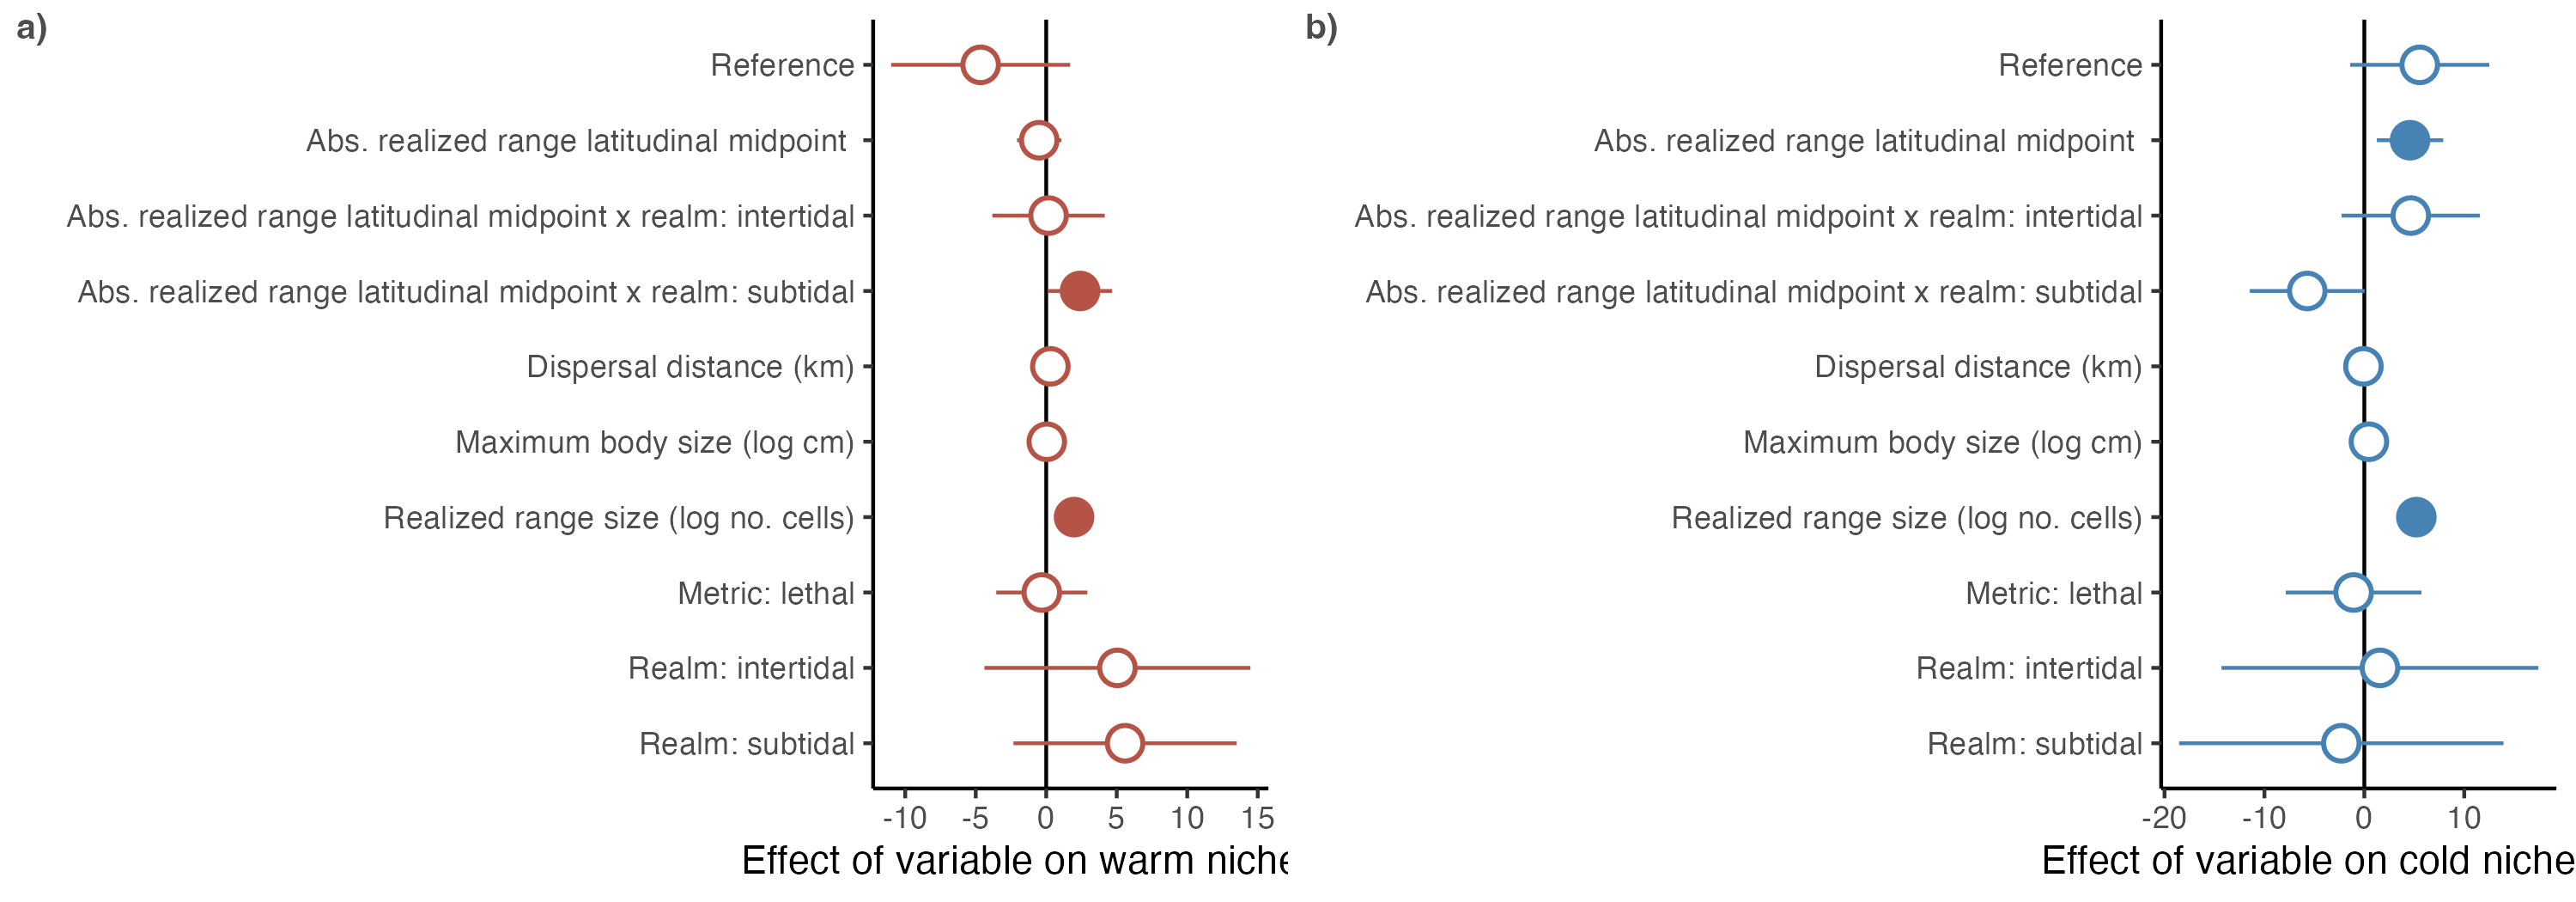 a)
Reference
Abs. realized range latitudinal midpoint
Abs. realized range latitudinal midpoint x realm: intertidal
Abs. realized range latitudinal midpoint x realm: subtidal
Dispersal distance (km)
Maximum body size (log cm)
Realized range size (log no. cells)
Metric: lethal
Realm: intertidal
Realm: subtidal
-10 -5 0 5 10 15
Effect of variable on warm niche
b)
Reference
Abs. realized range latitudinal midpoint
Abs. realized range latitudinal midpoint x realm: intertidal
Abs. realized range latitudinal midpoint x realm: subtidal
Dispersal distance (km)
Maximum body size (log cm)
Realized range size (log no. cells)
Metric: lethal
Realm: intertidal
Realm: subtidal
-20 -10 0 10
Effect of variable on cold niche